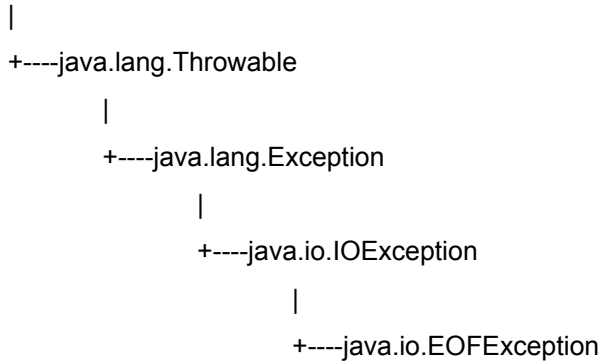 |
+----java.lang.Throwable
|
+----java.lang.Exception
|
+----java.io.IOException
|
+----java.io.EOFException